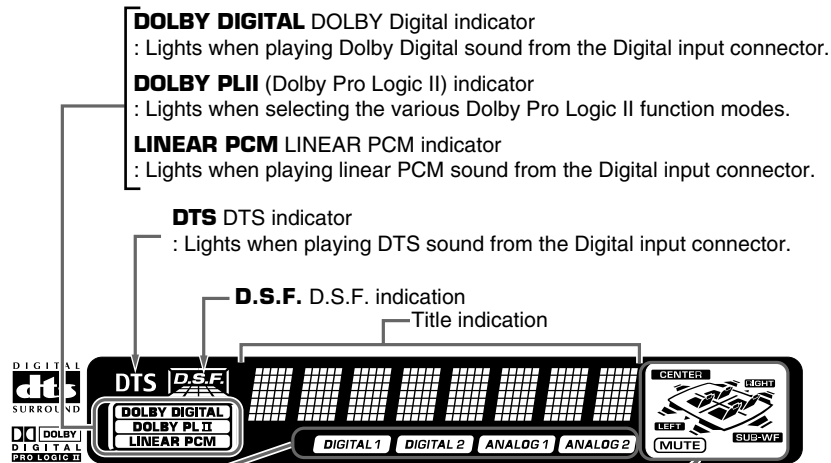 DOLBY DIGITAL DOLBY Digital indicator
: Lights when playing Dolby Digital sound from the Digital input connector.
DOLBY PLII (Dolby Pro Logic II) indicator
: Lights when selecting the various Dolby Pro Logic II function modes.
LINEAR PCM LINEAR PCM indicator
: Lights when playing linear PCM sound from the Digital input connector.
DTS DTS indicator
: Lights when playing DTS sound from the Digital input connector.
D.S.F. D.S.F. indication
Title indication
DIGITAL
dts
SURROUND
DOLBY
DIGITAL
PRO LOGIC II
DTS D.S.F.
DOLBY DIGITAL
DOLBY PL II
LINEAR PCM
DIGITAL 1 DIGITAL 2 ANALOG 1 ANALOG 2
CENTER
RIGHT
LEFT
SUB-WF
MUTE